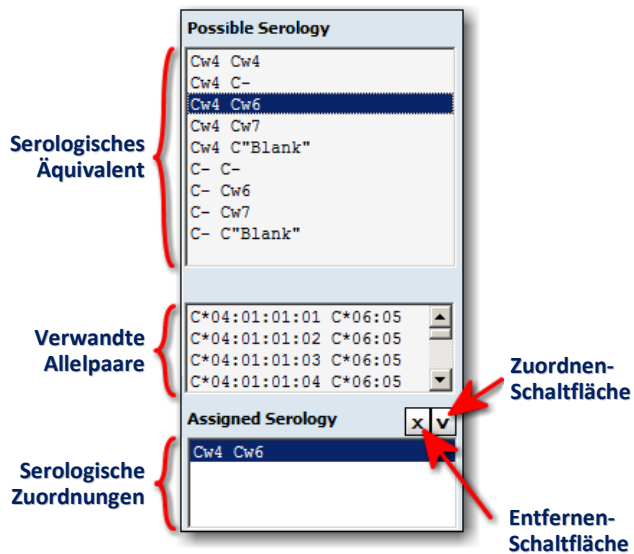 Possible Serology
Cw4 Cw4
Cw4 C-
Cw4 Cw6
Cw4 Cw7
Cw4 C"Blank"
C- C-
C- Cw6
C- Cw7
C- C"Blank"
Serologisches
Äquivalent
C*04:01:01:01 C*06:05
C*04:01:01:02 C*06:05
C*04:01:01:03 C*06:05
C*04:01:01:04 C*06:05
Verwandte
Allelpaare
Zuordnen-
Schaltfläche
Assigned Serology
x v
Cw4 Cw6
Serologische
Zuordnungen
Entfernen-
Schaltfläche